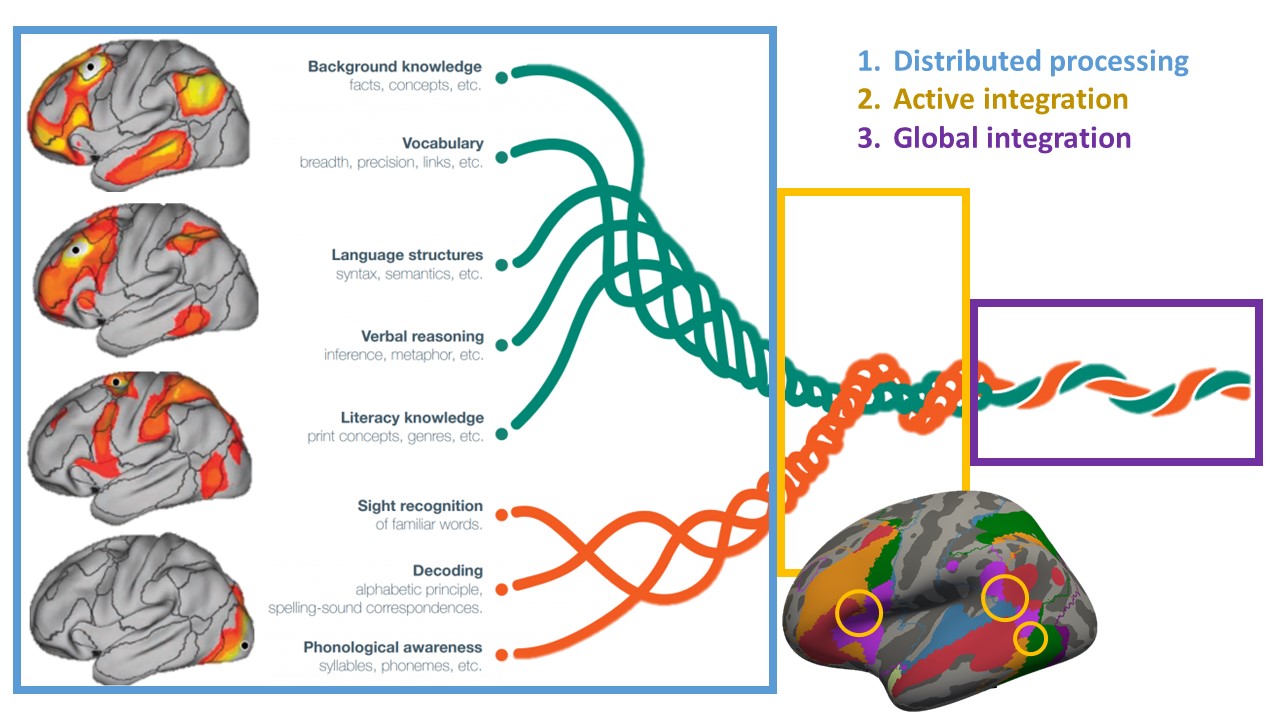 Background knowledge
facts, concepts, etc.
Vocabulary
breadth, precision, links, etc.
Language structures
syntax, semantics, etc.
Verbal reasoning
inference, metaphor, etc.
Literacy knowledge
print concepts, genres, etc.
Sight recognition
of familiar words.
Decoding
alphabetic principle,
spelling-sound correspondences.
Phonological awareness
syllables, phonemes, etc.
1. Distributed processing
2. Active integration
3. Global integration